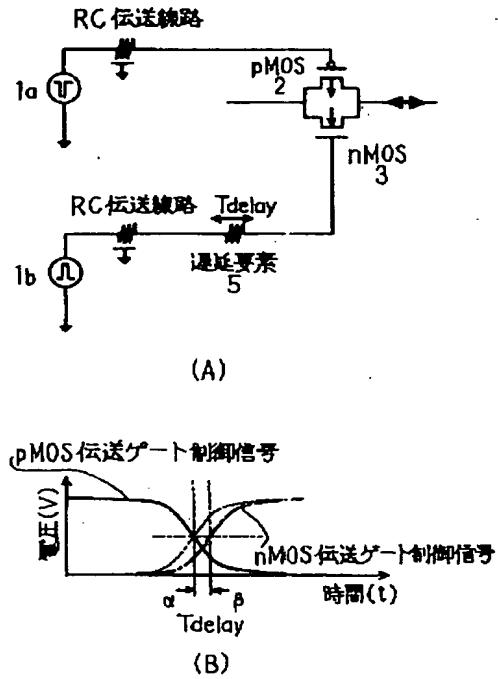 RC伝送線路
1a
pMOS
2
nMOS
3
RC伝送線路
Tdelay
1b
遅延要素
5
(A)
pMOS伝送ゲート制御信号
電圧(V)
nMOS伝送ゲート制御信号
α
β
時間(t)
Tdelay
(B)